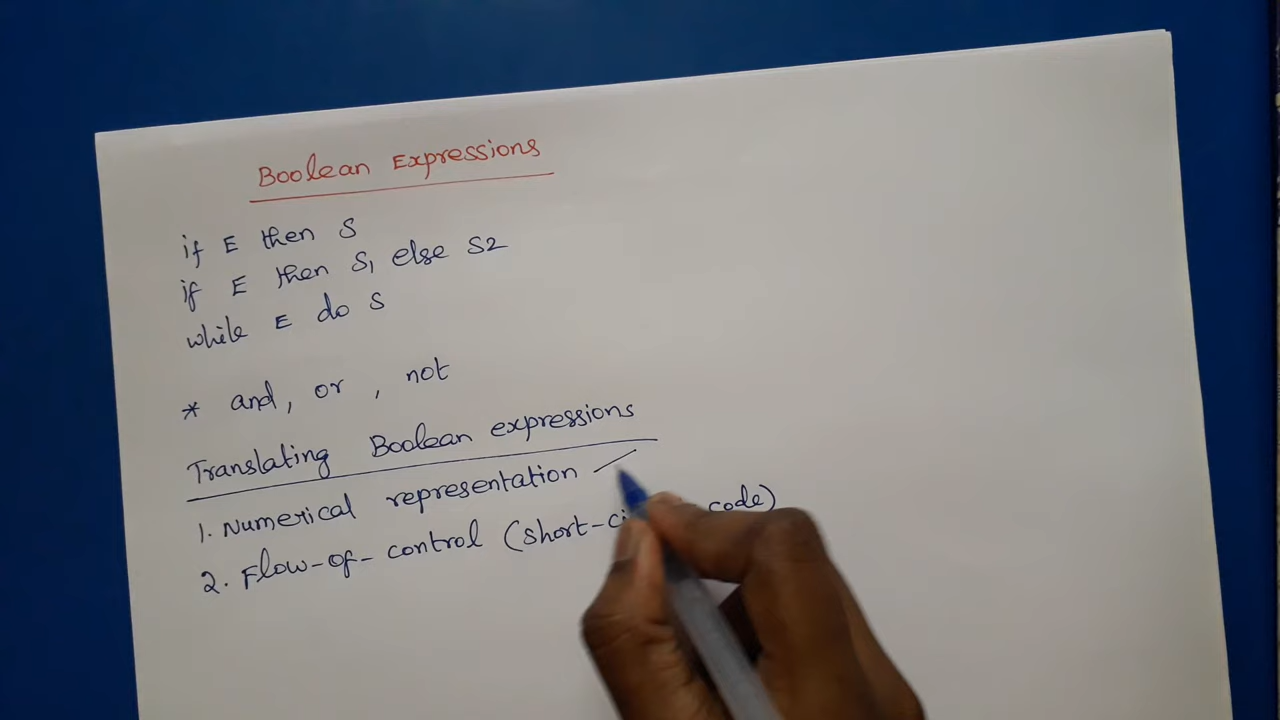 Boolean Expressions
if E then S
if E then S1 else S2
while E do S
* and, or, not
Translating Boolean expressions
1. Numerical representation
2. Flow-of-control (short-ci code)